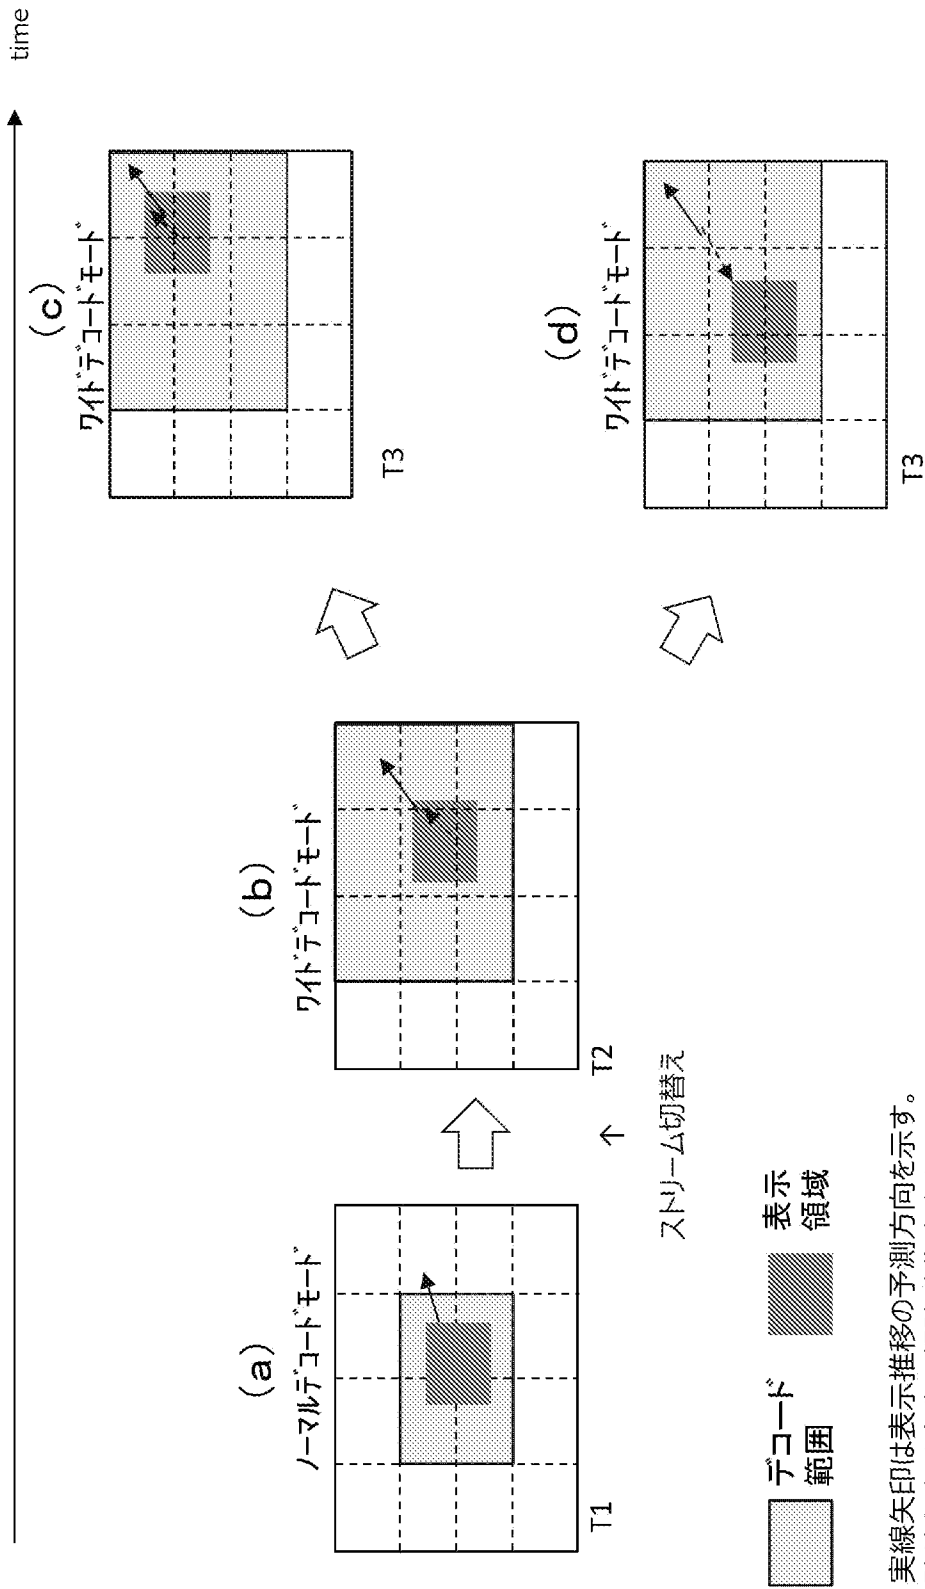 time
(a)
ノーマルデコードモード
T1
(b)
ワイドデコードモード
T2
↑
ストリーム切替え
(c)
ワイドデコードモード
T3
(d)
ワイドデコードモード
T3
デコード
範囲
表示
領域
実線矢印は表示推移の予測方向を示す。